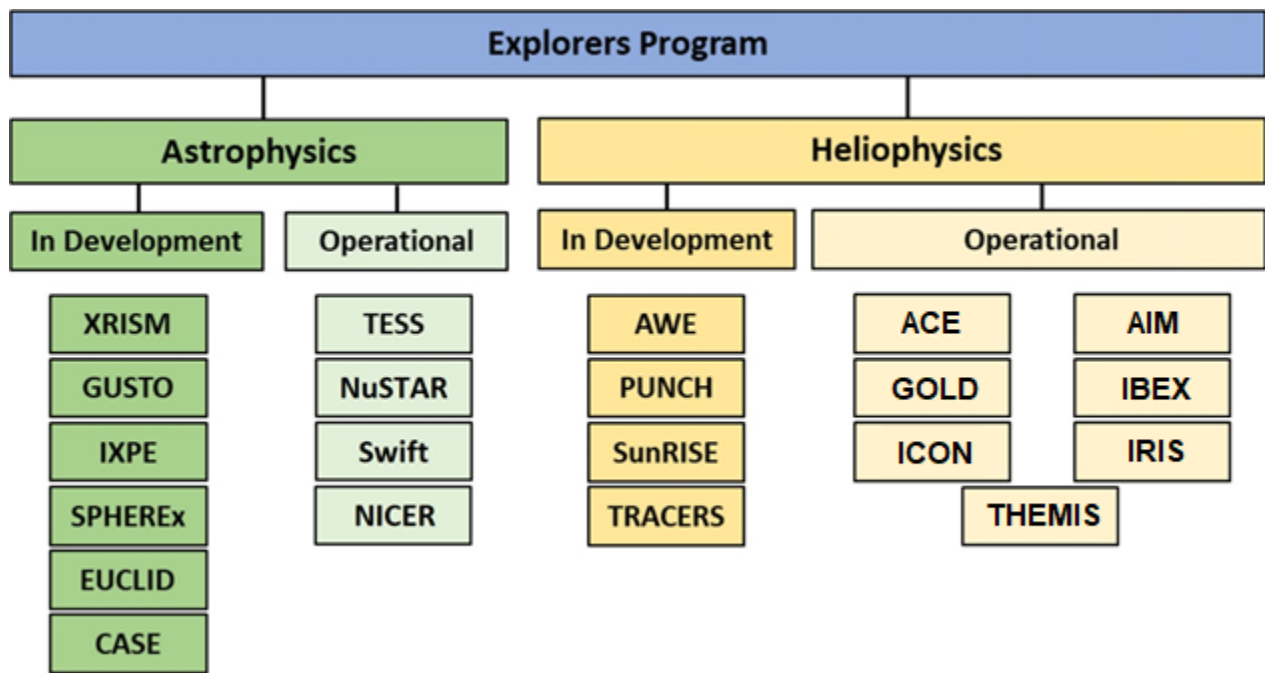 Explorers Program
Astrophysics
Heliophysics
In Development
Operational
In Development
Operational
XRISM
GUSTO
IXPE
SPHEREx
EUCLID
CASE
TESS
NuSTAR
Swift
NICER
AWE
PUNCH
SunRISE
TRACERS
ACE
AIM
GOLD
IBEX
ICON
IRIS
THEMIS